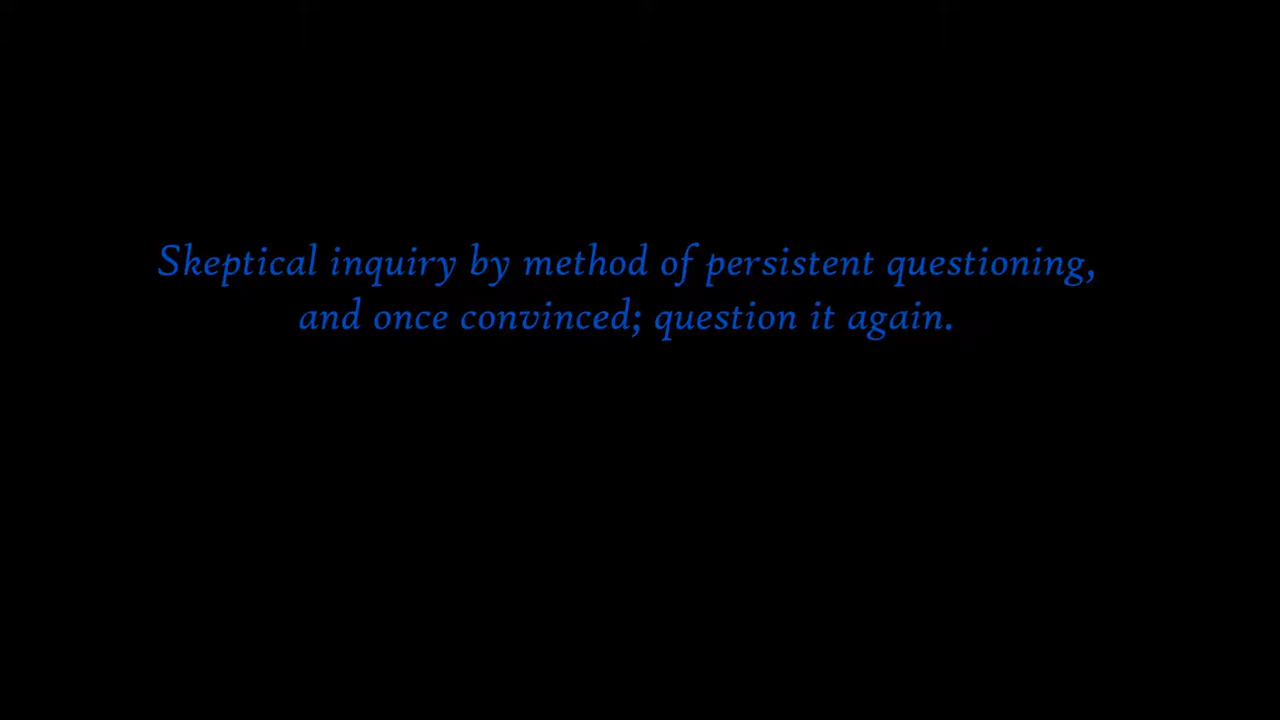 Skeptical inquiry by method of persistent questioning,
and once convinced; question it again.